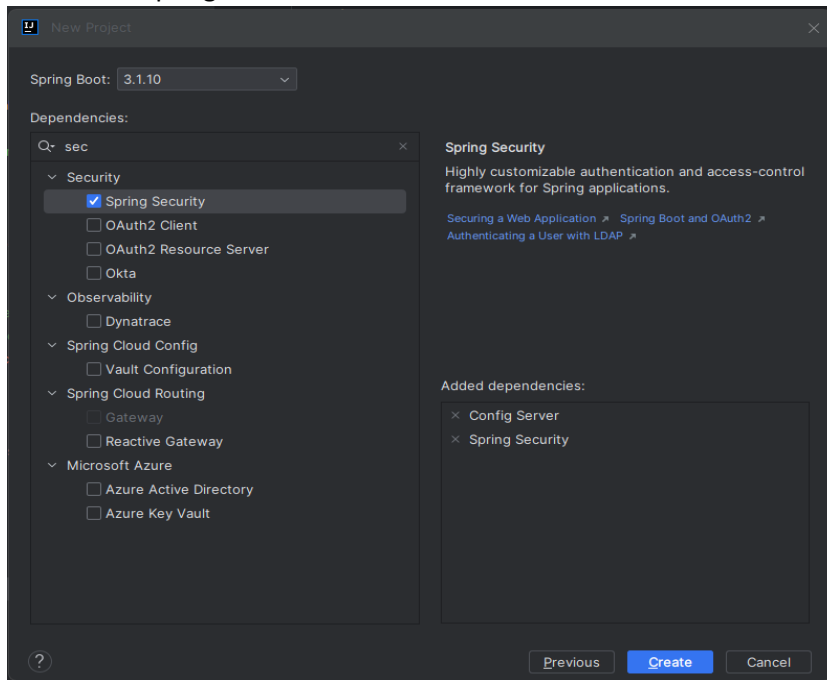 New Project
Spring Boot: 3.1.10
Dependencies:
sec
Security
Spring Security
OAuth2 Client
OAuth2 Resource Server
Okta
Observability
Dynatrace
Spring Cloud Config
Vault Configuration
Spring Cloud Routing
Gateway
Reactive Gateway
Microsoft Azure
Azure Active Directory
Azure Key Vault
Spring Security
Highly customizable authentication and access-control
framework for Spring applications.
Securing a Web Application Spring Boot and OAuth2
Authenticating a User with LDAP
Added dependencies:
Config Server
Spring Security
? Previous Create Cancel